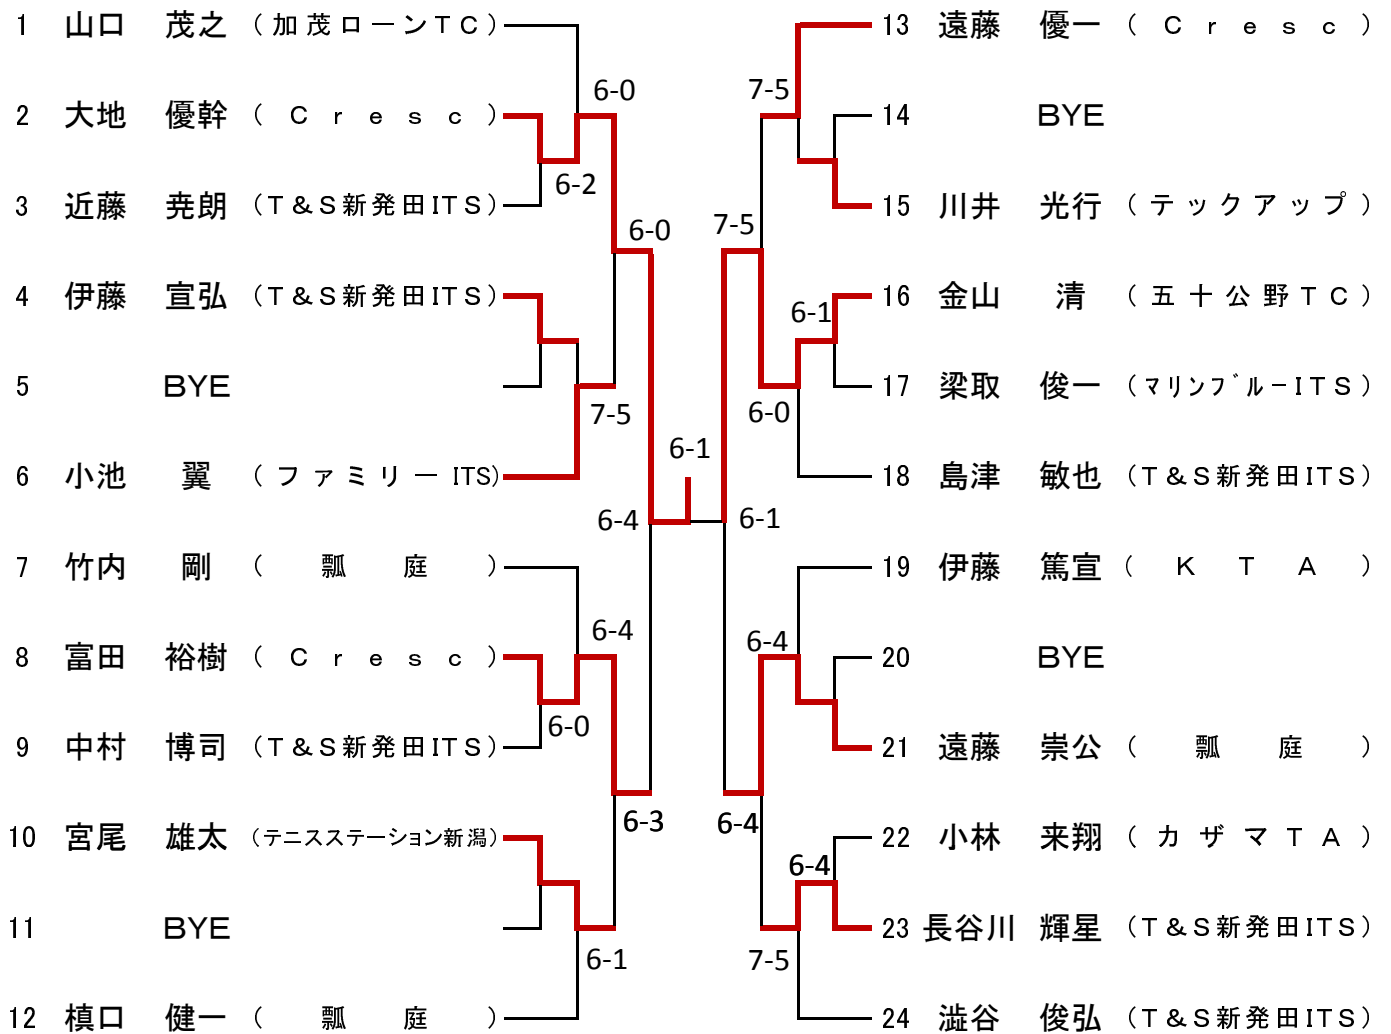 1 山口 茂之 (加茂ローンTC)
2 大地 優幹 (Cresc)
3 近藤 尭朗 (T&S新発田ITS)
4 伊藤 宣弘 (T&S新発田ITS)
5 BYE
6 小池 翼 (ファミリーITS)
7 竹内 剛 (瓢庭)
8 富田 裕樹 (Cresc)
9 中村 博司 (T&S新発田ITS)
10 宮尾 雄太 (テニスステーション新潟)
11 BYE
12 槙口 健一 (瓢庭)
6-0
6-2
6-0
7-5
6-4
6-4
6-0
6-3
6-1
6-1
7-5
7-5
6-1
6-0
6-1
6-4
6-4
6-4
7-5
13 遠藤 優一 (Cresc)
14 BYE
15 川井 光行 (テックアップ)
16 金山 清 (五十公野TC)
17 梁取 俊一 (マリンブルーITS)
18 島津 敏也 (T&S新発田ITS)
19 伊藤 篤宣 (KTA)
20 BYE
21 遠藤 崇公 (瓢庭)
22 小林 来翔 (カザマTA)
23 長谷川 輝星 (T&S新発田ITS)
24 澁谷 俊弘 (T&S新発田ITS)